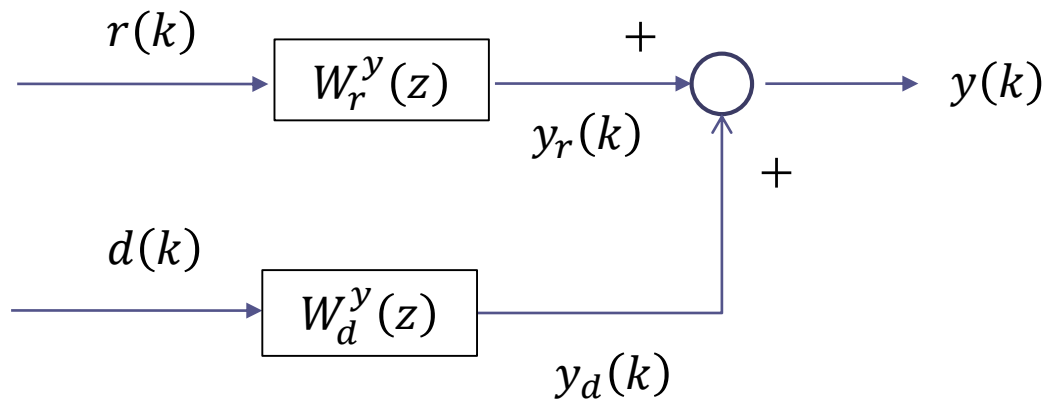 r(k)
W_r^y(z)
+
y_r(k)
y(k)
+
d(k)
W_d^y(z)
y_d(k)